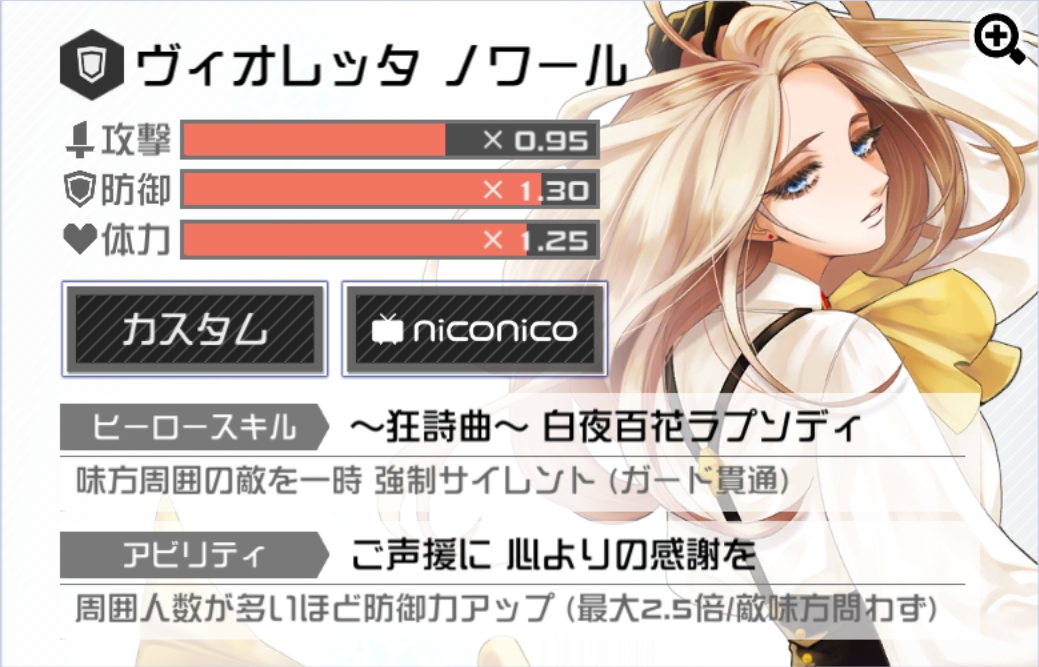 ヴィオレッタ ノワール
攻撃 × 0.95
防御 × 1.30
体力 × 1.25
カスタム niconico
ヒーロースキル ～狂詩曲～ 白夜百花ラプソディ
味方周囲の敵を一時 強制サイレント (ガード貫通)
アビリティ ご声援に 心よりの感謝を
周囲人数が多いほど防御力アップ (最大2.5倍/敵味方問わず)